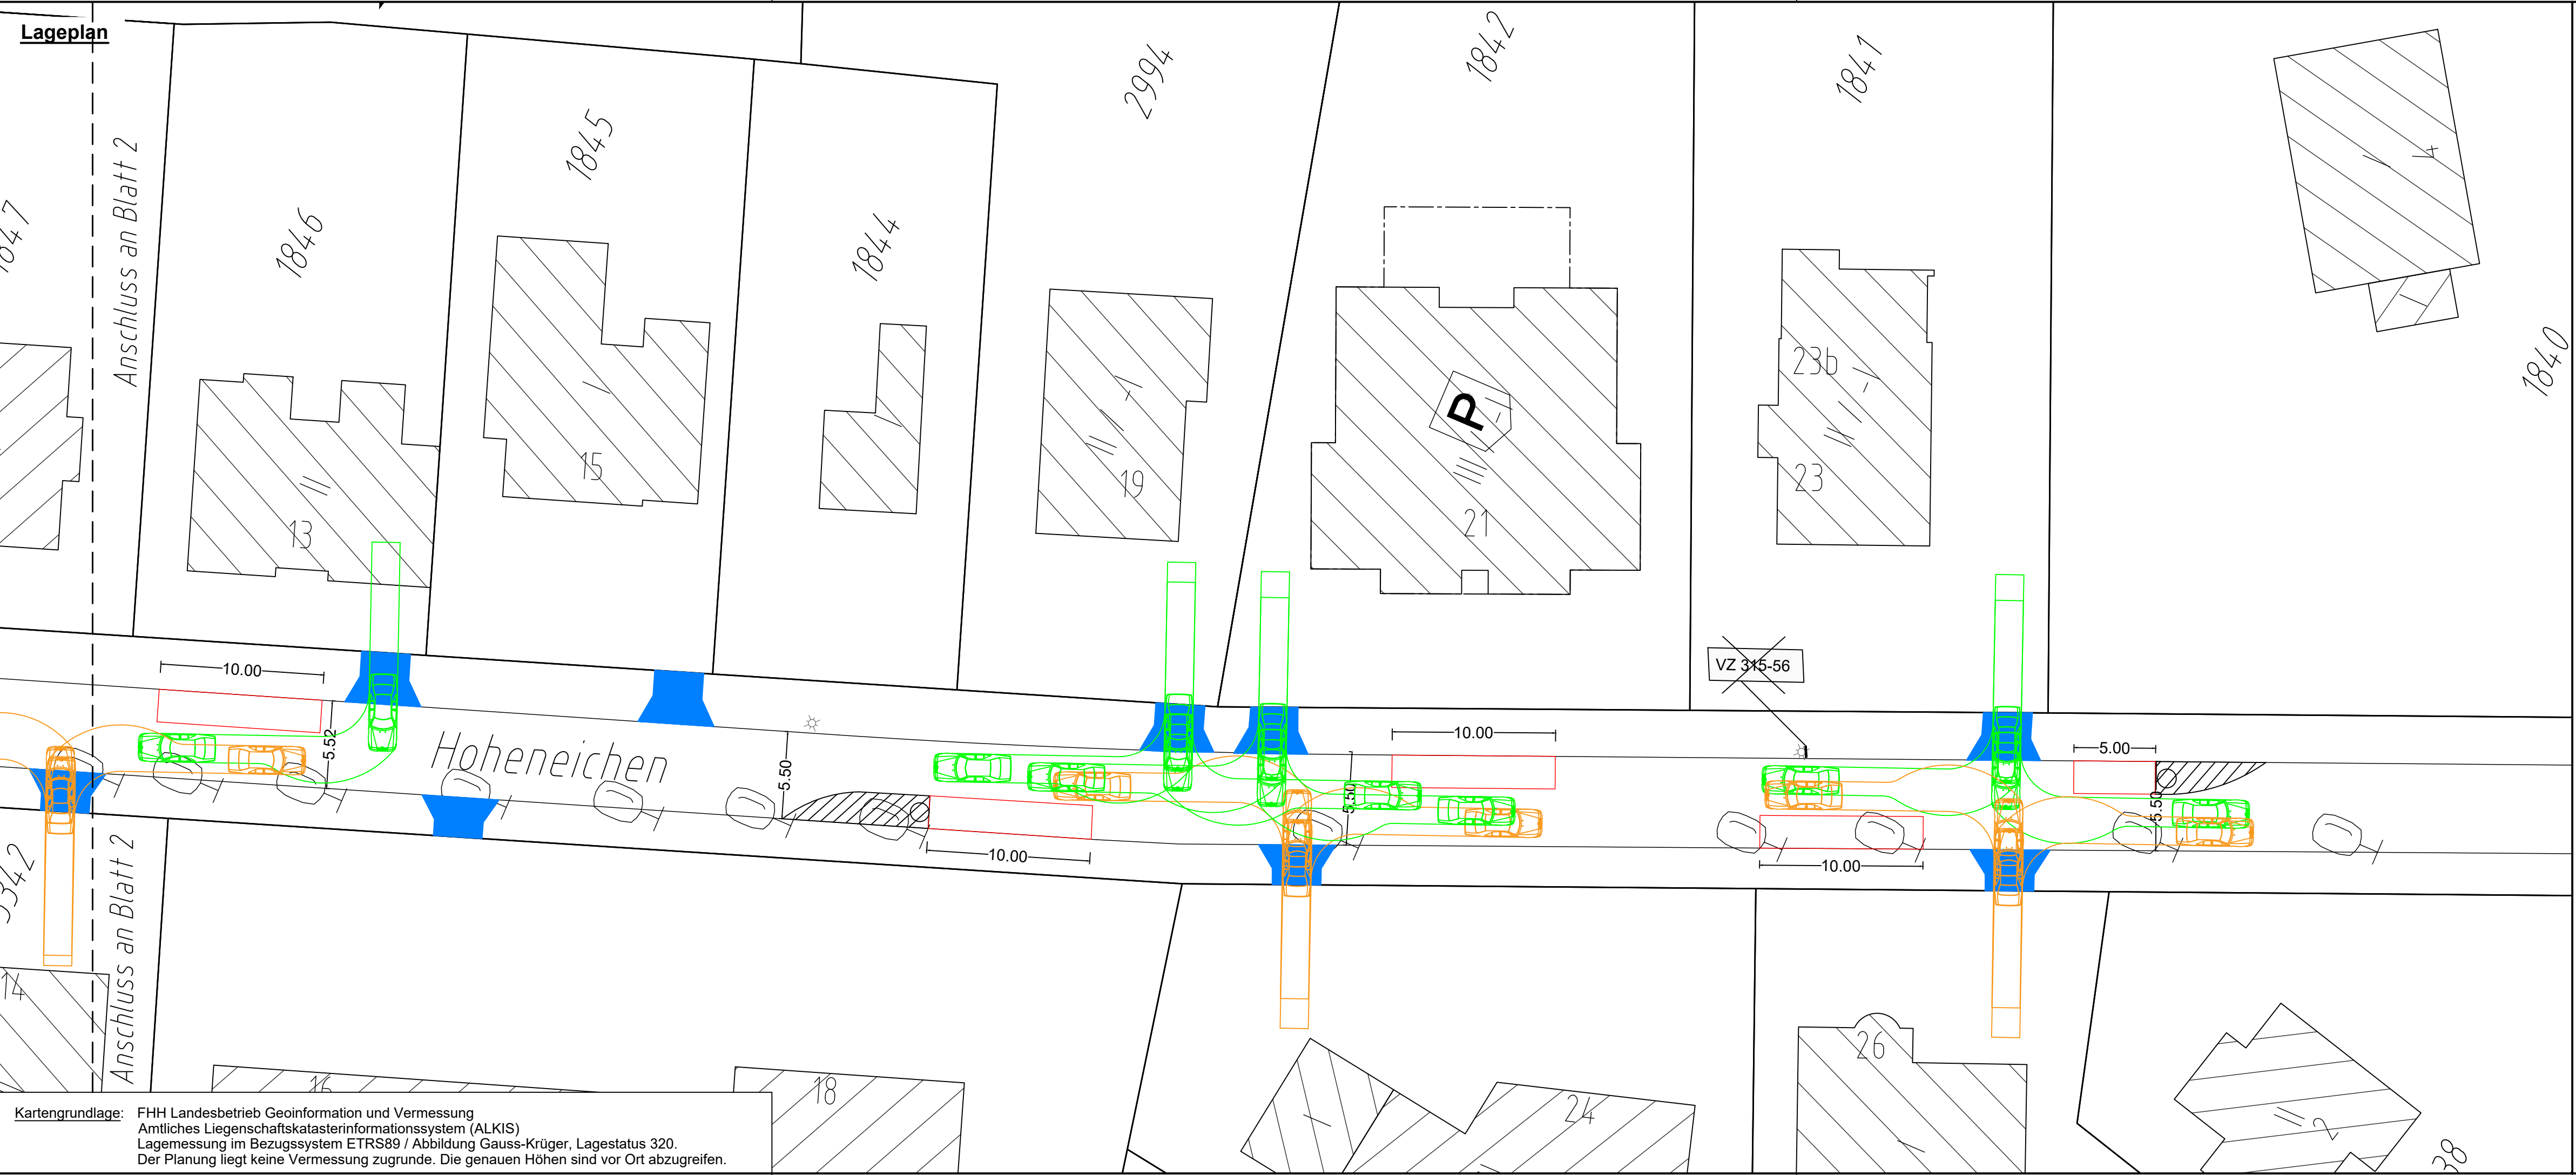 Lageplan
Anschluss an Blatt 2
1846
1845
1844
2994
1842
1841
1840
13
15
19
P
21
23b
23
VZ 315-56
10.00
5.52
Hoheneichen
5.50
10.00
5.50
10.00
10.00
5.00
5.50
Anschluss an Blatt 2
14
16
18
24
26
2
Kartengrundlage: FHH Landesbetrieb Geoinformation und Vermessung
Amtliches Liegenschaftskatasterinformationssystem (ALKIS)
Lagemessung im Bezugssystem ETRS89 / Abbildung Gauss-Krüger, Lagestatus 320.
Der Planung liegt keine Vermessung zugrunde. Die genauen Höhen sind vor Ort abzugreifen.